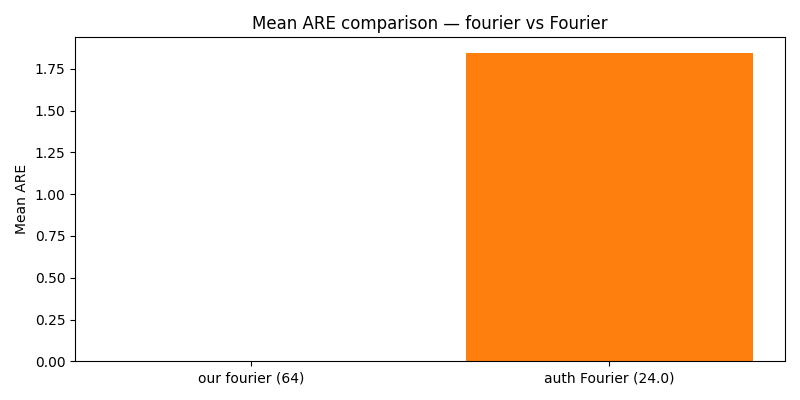 Mean ARE comparison — fourier vs Fourier
Mean ARE
1.75
1.50
1.25
1.00
0.75
0.50
0.25
0.00
our fourier (64)
auth Fourier (24.0)